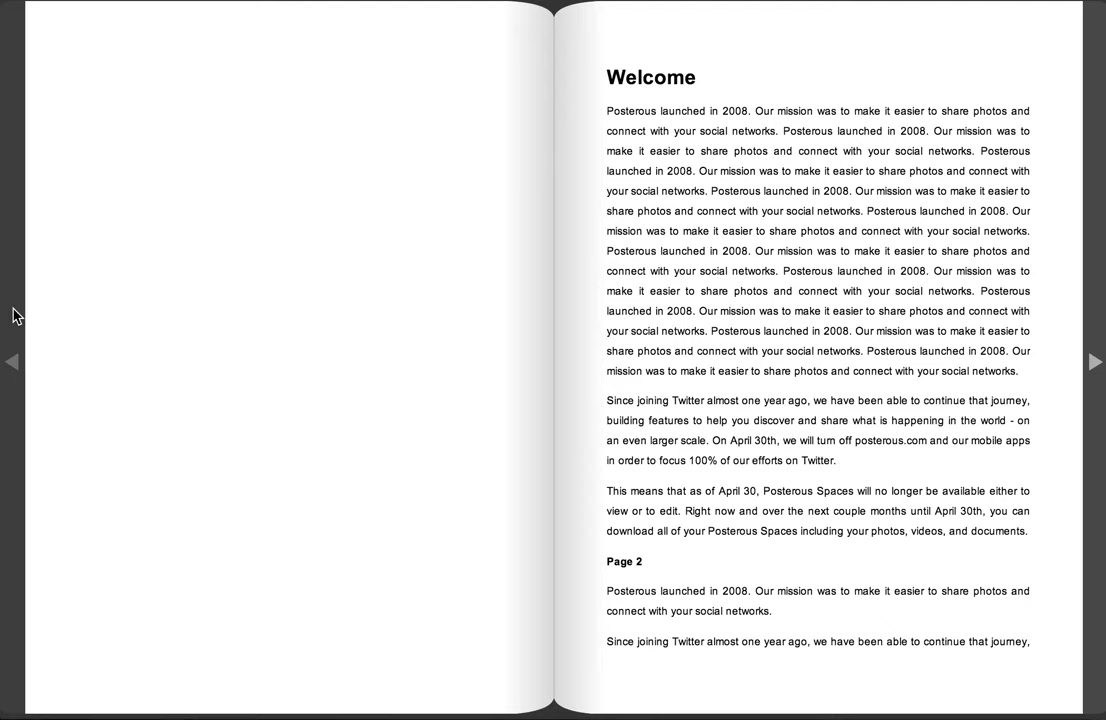 Welcome
Posterous launched in 2008. Our mission was to make it easier to share photos and
connect with your social networks. Posterous launched in 2008. Our mission was to
make it easier to share photos and connect with your social networks. Posterous
launched in 2008. Our mission was to make it easier to share photos and connect with
your social networks. Posterous launched in 2008. Our mission was to make it easier to
share photos and connect with your social networks. Posterous launched in 2008. Our
mission was to make it easier to share photos and connect with your social networks.
Posterous launched in 2008. Our mission was to make it easier to share photos and
connect with your social networks. Posterous launched in 2008. Our mission was to
make it easier to share photos and connect with your social networks. Posterous
launched in 2008. Our mission was to make it easier to share photos and connect with
your social networks. Posterous launched in 2008. Our mission was to make it easier to
share photos and connect with your social networks. Posterous launched in 2008. Our
mission was to make it easier to share photos and connect with your social networks.
Since joining Twitter almost one year ago, we have been able to continue that journey,
building features to help you discover and share what is happening in the world - on
an even larger scale. On April 30th, we will turn off posterous.com and our mobile apps
in order to focus 100% of our efforts on Twitter.
This means that as of April 30, Posterous Spaces will no longer be available either to
view or to edit. Right now and over the next couple months until April 30th, you can
download all of your Posterous Spaces including your photos, videos, and documents.
Page 2
Posterous launched in 2008. Our mission was to make it easier to share photos and
connect with your social networks.
Since joining Twitter almost one year ago, we have been able to continue that journey,